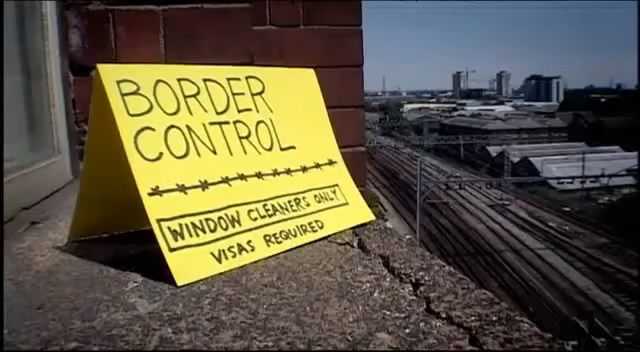 BORDER
CONTROL
WINDOW CLEANERS ONLY
VISAS REQUIRED